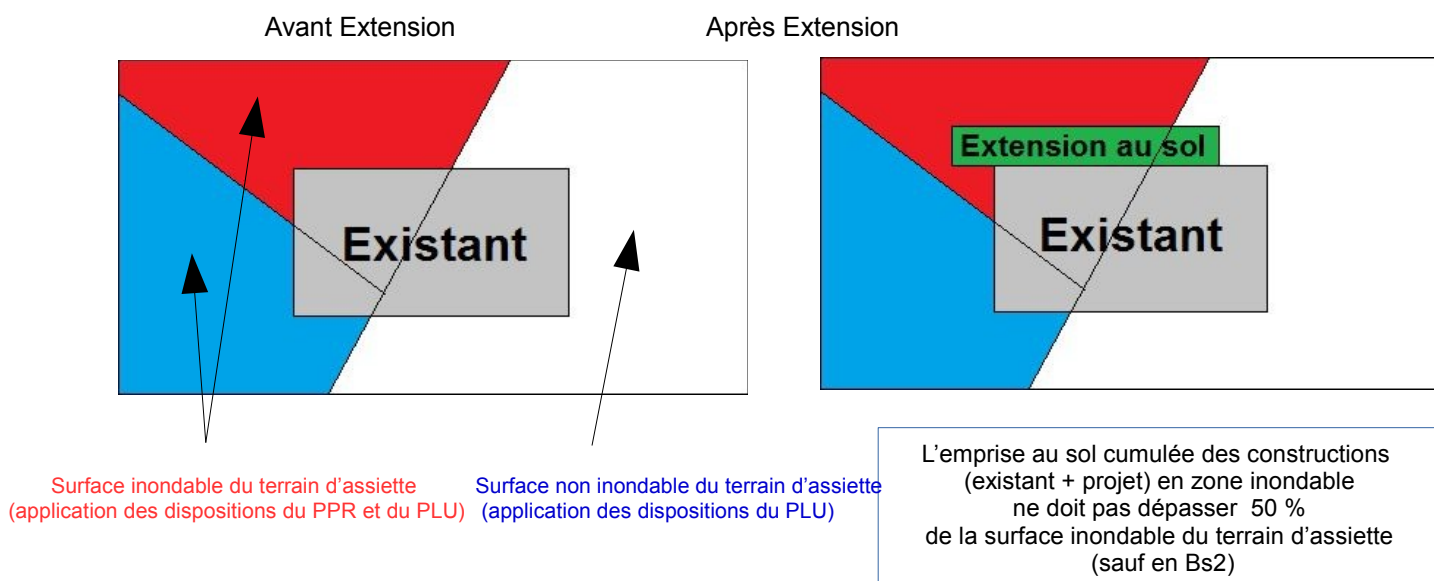 Avant Extension
Après Extension
Existant
Extension au sol
Existant
Surface inondable du terrain d'assiette
(application des dispositions du PPR et du PLU)
Surface non inondable du terrain d'assiette
(application des dispositions du PLU)
L'emprise au sol cumulée des constructions
(existant + projet) en zone inondable
ne doit pas dépasser 50 %
de la surface inondable du terrain d'assiette
(sauf en Bs2)